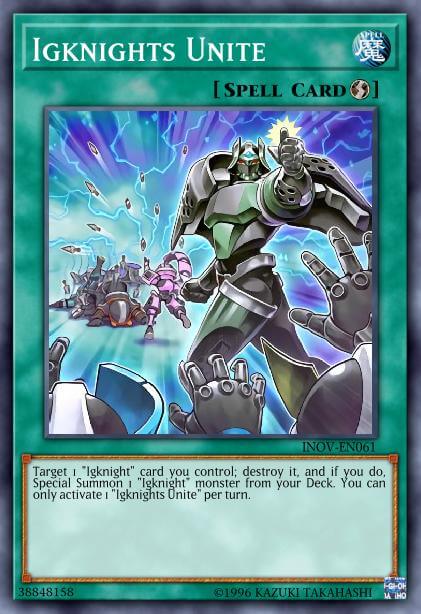 Igknights Unite
SPELL
魔
[Spell Card]
INOV-EN061
Target 1 "Igknight" card you control; destroy it, and if you do,
Special Summon 1 "Igknight" monster from your Deck. You can
only activate 1 "Igknights Unite" per turn.
38848158
©1996 KAZUKI TAKAHASHI